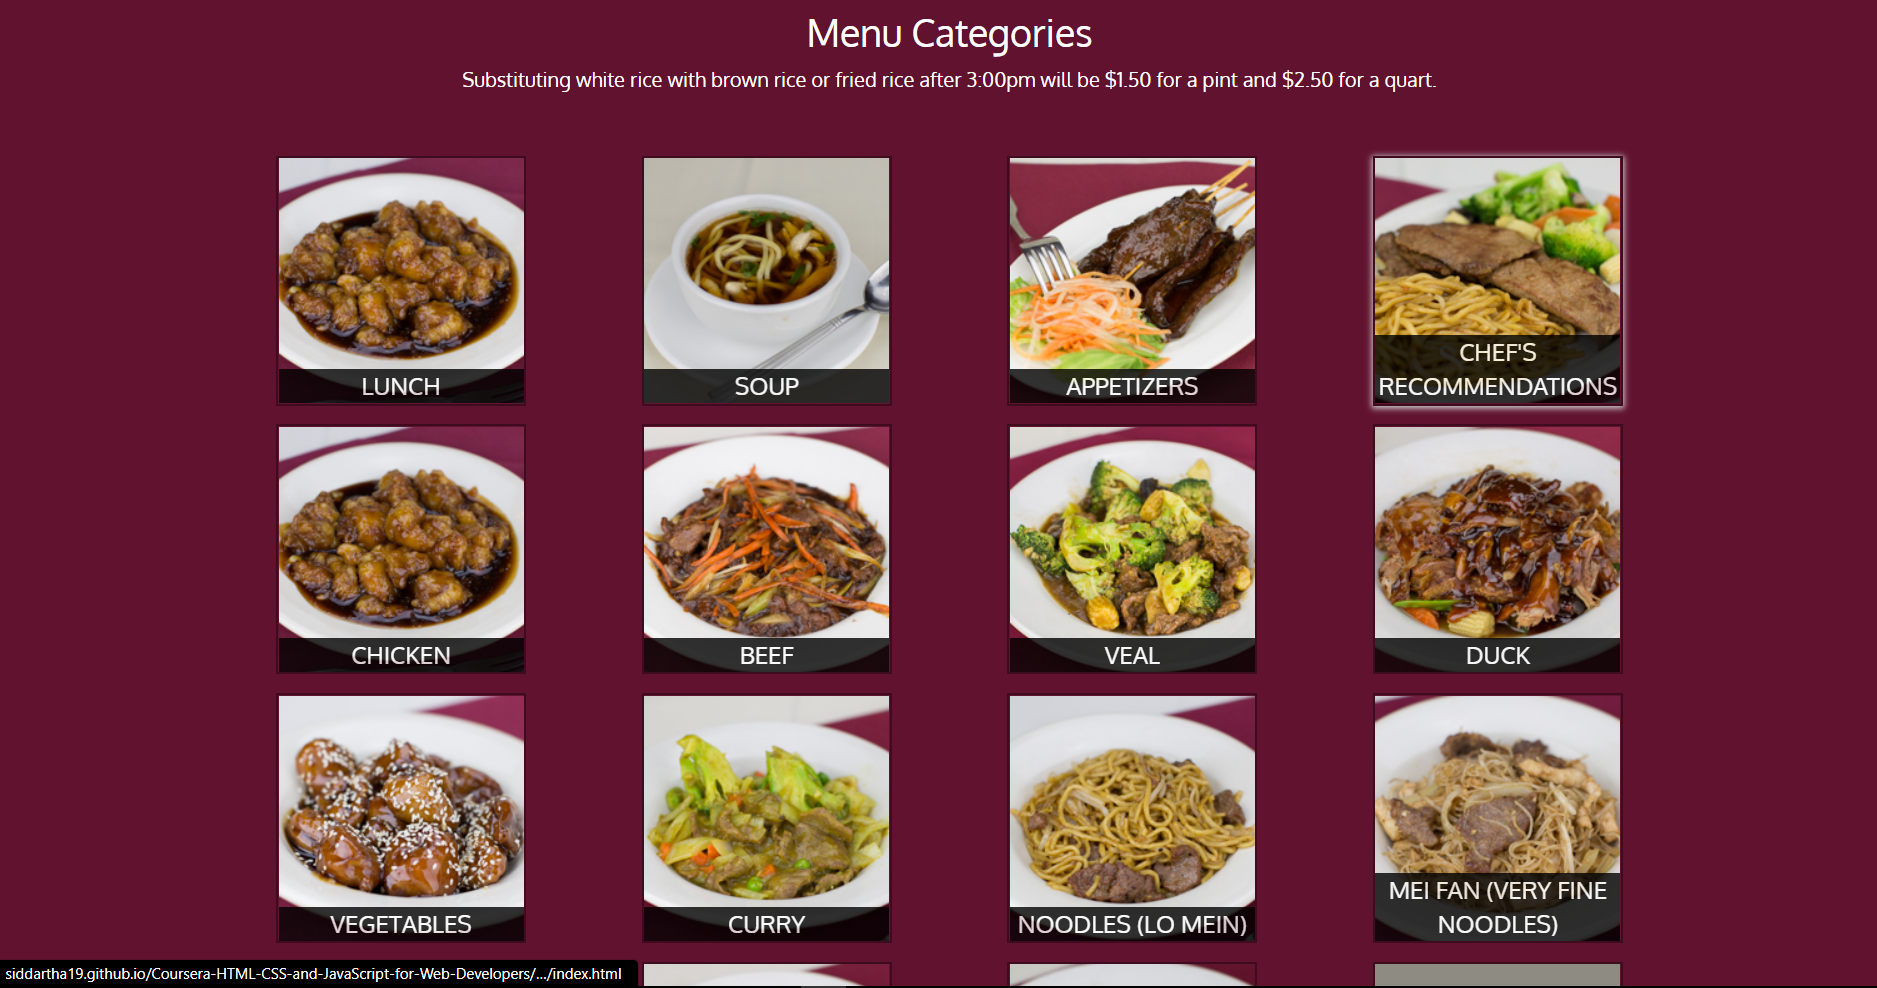 Menu Categories
Substituting white rice with brown rice or fried rice after 3:00pm will be $1.50 for a pint and $2.50 for a quart.
LUNCH
SOUP
APPETIZERS
CHEF'S
RECOMMENDATIONS
CHICKEN
BEEF
VEAL
DUCK
VEGETABLES
CURRY
NOODLES (LO MEIN)
MEI FAN (VERY FINE
NOODLES)
siddartha19.github.io/Coursera-HTML-CSS-and-JavaScript-for-Web-Developers/.../index.html